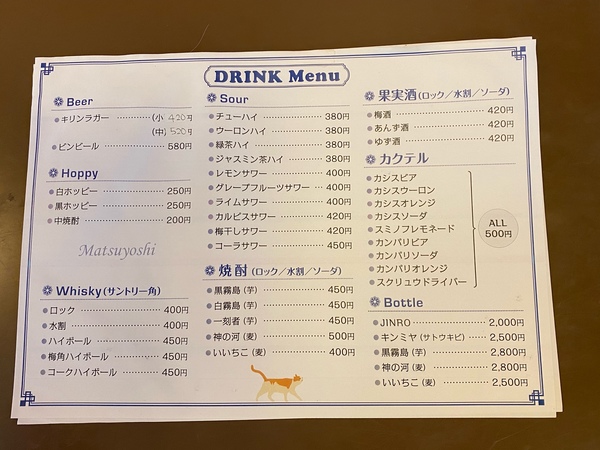 DRINK Menu
Beer
キリンラガー ……… (小) 420円
(中) 520円
ビンビール ……… 580円
Hoppy
白ホッピー ……… 250円
黒ホッピー ……… 250円
中焼酎 ……… 200円
Matsuyoshi
Whisky(サントリー角)
ロック ……… 400円
水割 ……… 400円
ハイボール ……… 450円
梅角ハイボール ……… 450円
コークハイボール ……… 450円
Sour
チューハイ ……… 380円
ウーロンハイ ……… 380円
緑茶ハイ ……… 380円
ジャスミン茶ハイ ……… 380円
レモンサワー ……… 400円
グレープフルーツサワー … 400円
ライムサワー ……… 400円
カルピスサワー ……… 420円
梅干しサワー ……… 420円
コーラサワー ……… 450円
焼酎(ロック/水割/ソーダ)
黒霧島(芋) ……… 450円
白霧島(芋) ……… 450円
一刻者(芋) ……… 450円
神の河(麦) ……… 500円
いいちこ(麦) ……… 400円
果実酒(ロック/水割/ソーダ)
梅酒 ……… 420円
あんず酒 ……… 420円
ゆず酒 ……… 420円
カクテル
カシスビア
カシスウーロン
カシスオレンジ
カシスソーダ
スミノフレモネード
カンパリビア
カンパリソーダ
カンパリオレンジ
スクリュウドライバー
ALL
500円
Bottle
JINRO ……… 2,000円
キンミヤ(サトウキビ) ……… 2,500円
黒霧島(芋) ……… 2,800円
神の河(麦) ……… 2,800円
いいちこ(麦) ……… 2,500円